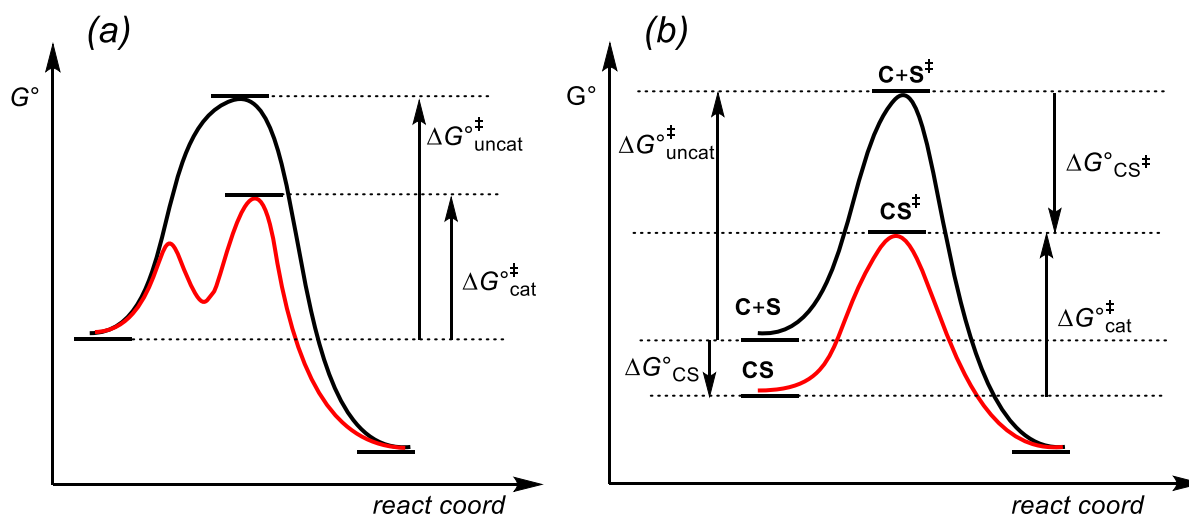 (a)
G°
ΔG°‡uncat
ΔG°‡cat
react coord
(b)
G°
C+S‡
ΔG°‡uncat
ΔG°CS‡
CS‡
C+S
ΔG°‡cat
CS
ΔG°CS
react coord